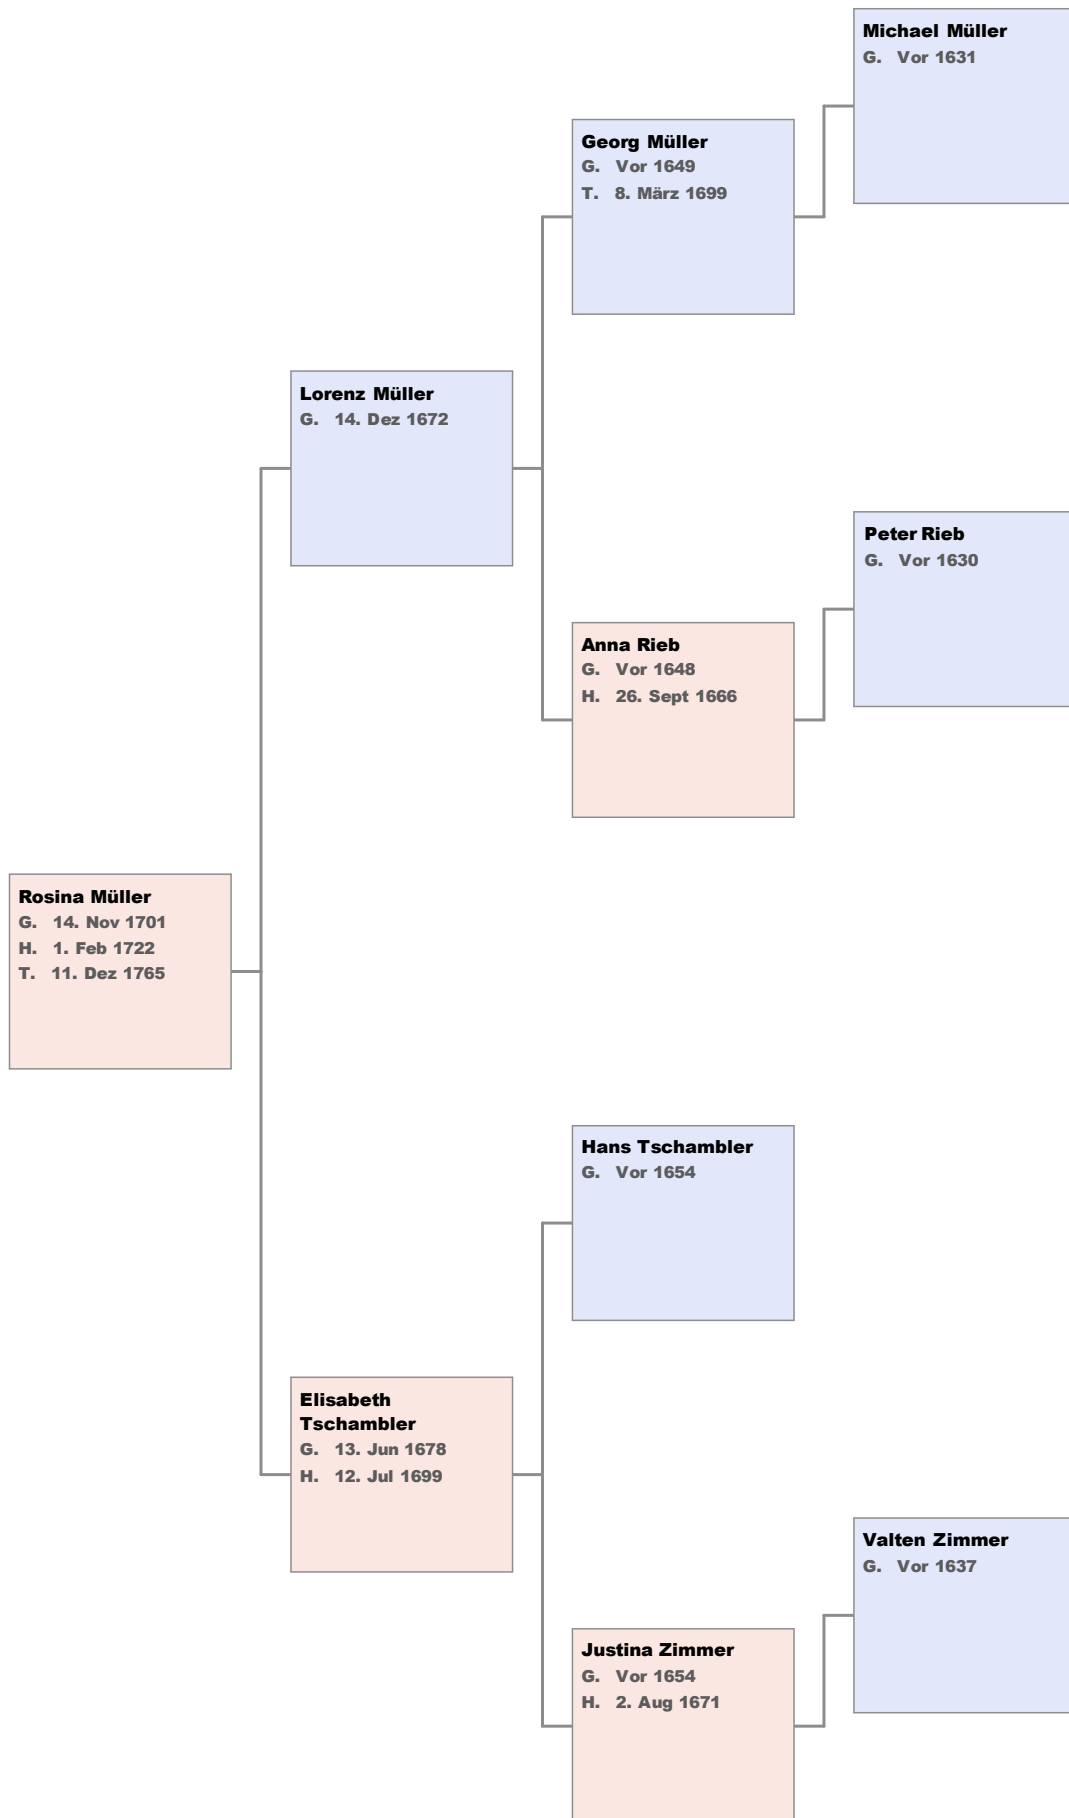 Michael Müller
G. Vor 1631
Georg Müller
G. Vor 1649
T. 8. März 1699
Lorenz Müller
G. 14. Dez 1672
Peter Rieb
G. Vor 1630
Anna Rieb
G. Vor 1648
H. 26. Sept 1666
Rosina Müller
G. 14. Nov 1701
H. 1. Feb 1722
T. 11. Dez 1765
Hans Tschambler
G. Vor 1654
Elisabeth
Tschambler
G. 13. Jun 1678
H. 12. Jul 1699
Valten Zimmer
G. Vor 1637
Justina Zimmer
G. Vor 1654
H. 2. Aug 1671